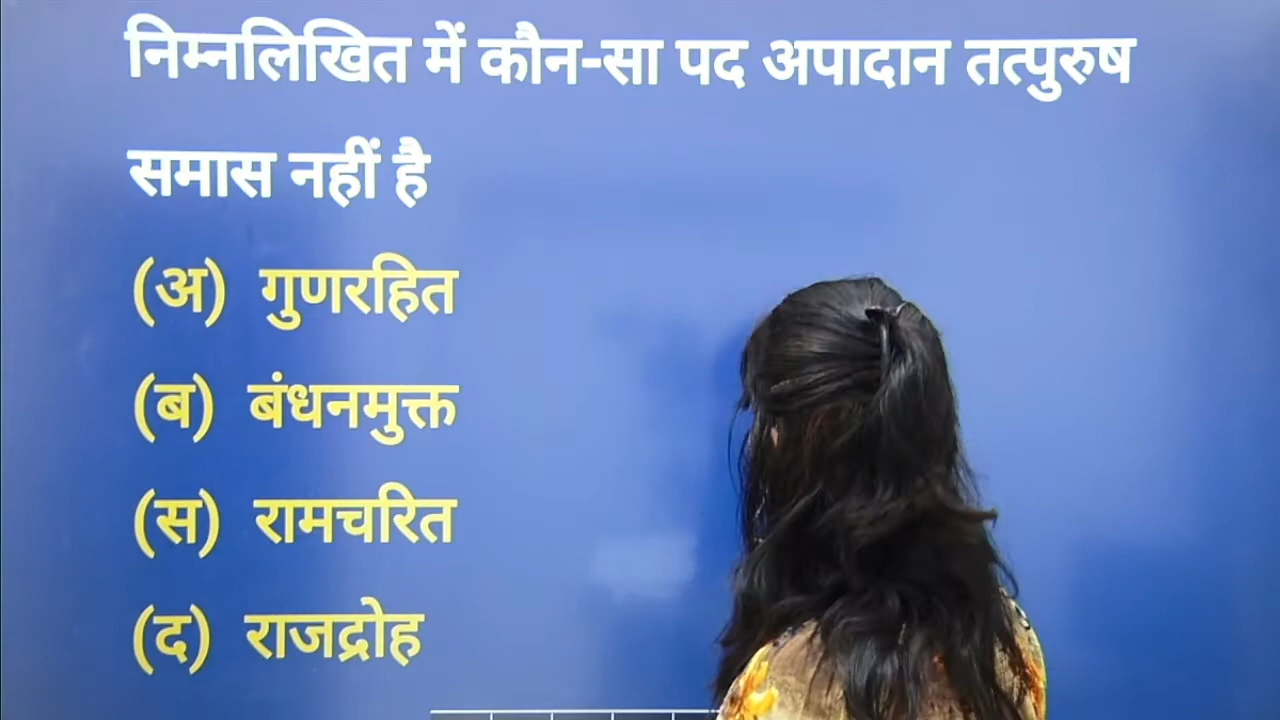 निम्नलिखित में कौन-सा पद अपादान तत्पुरुष
समास नहीं है
(अ) गुणरहित
(ब) बंधनमुक्त
(स) रामचरित
(द) राजद्रोह